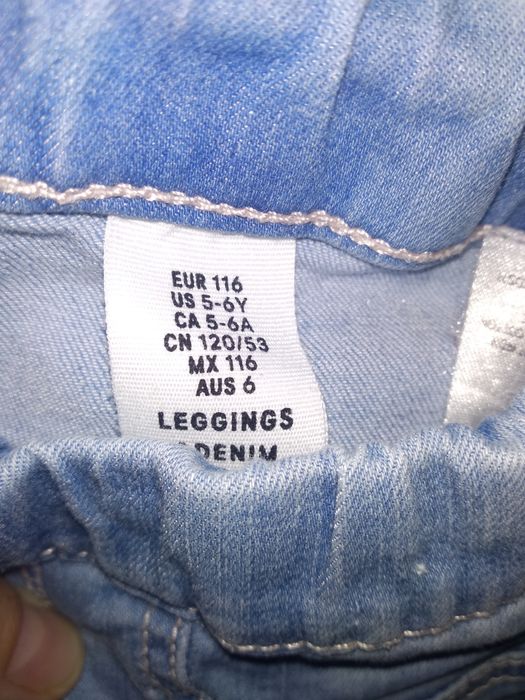 EUR 116
US 5-6Y
CA 5-6A
CN 120/53
MX 116
AUS 6
LEGGINGS
DENIM